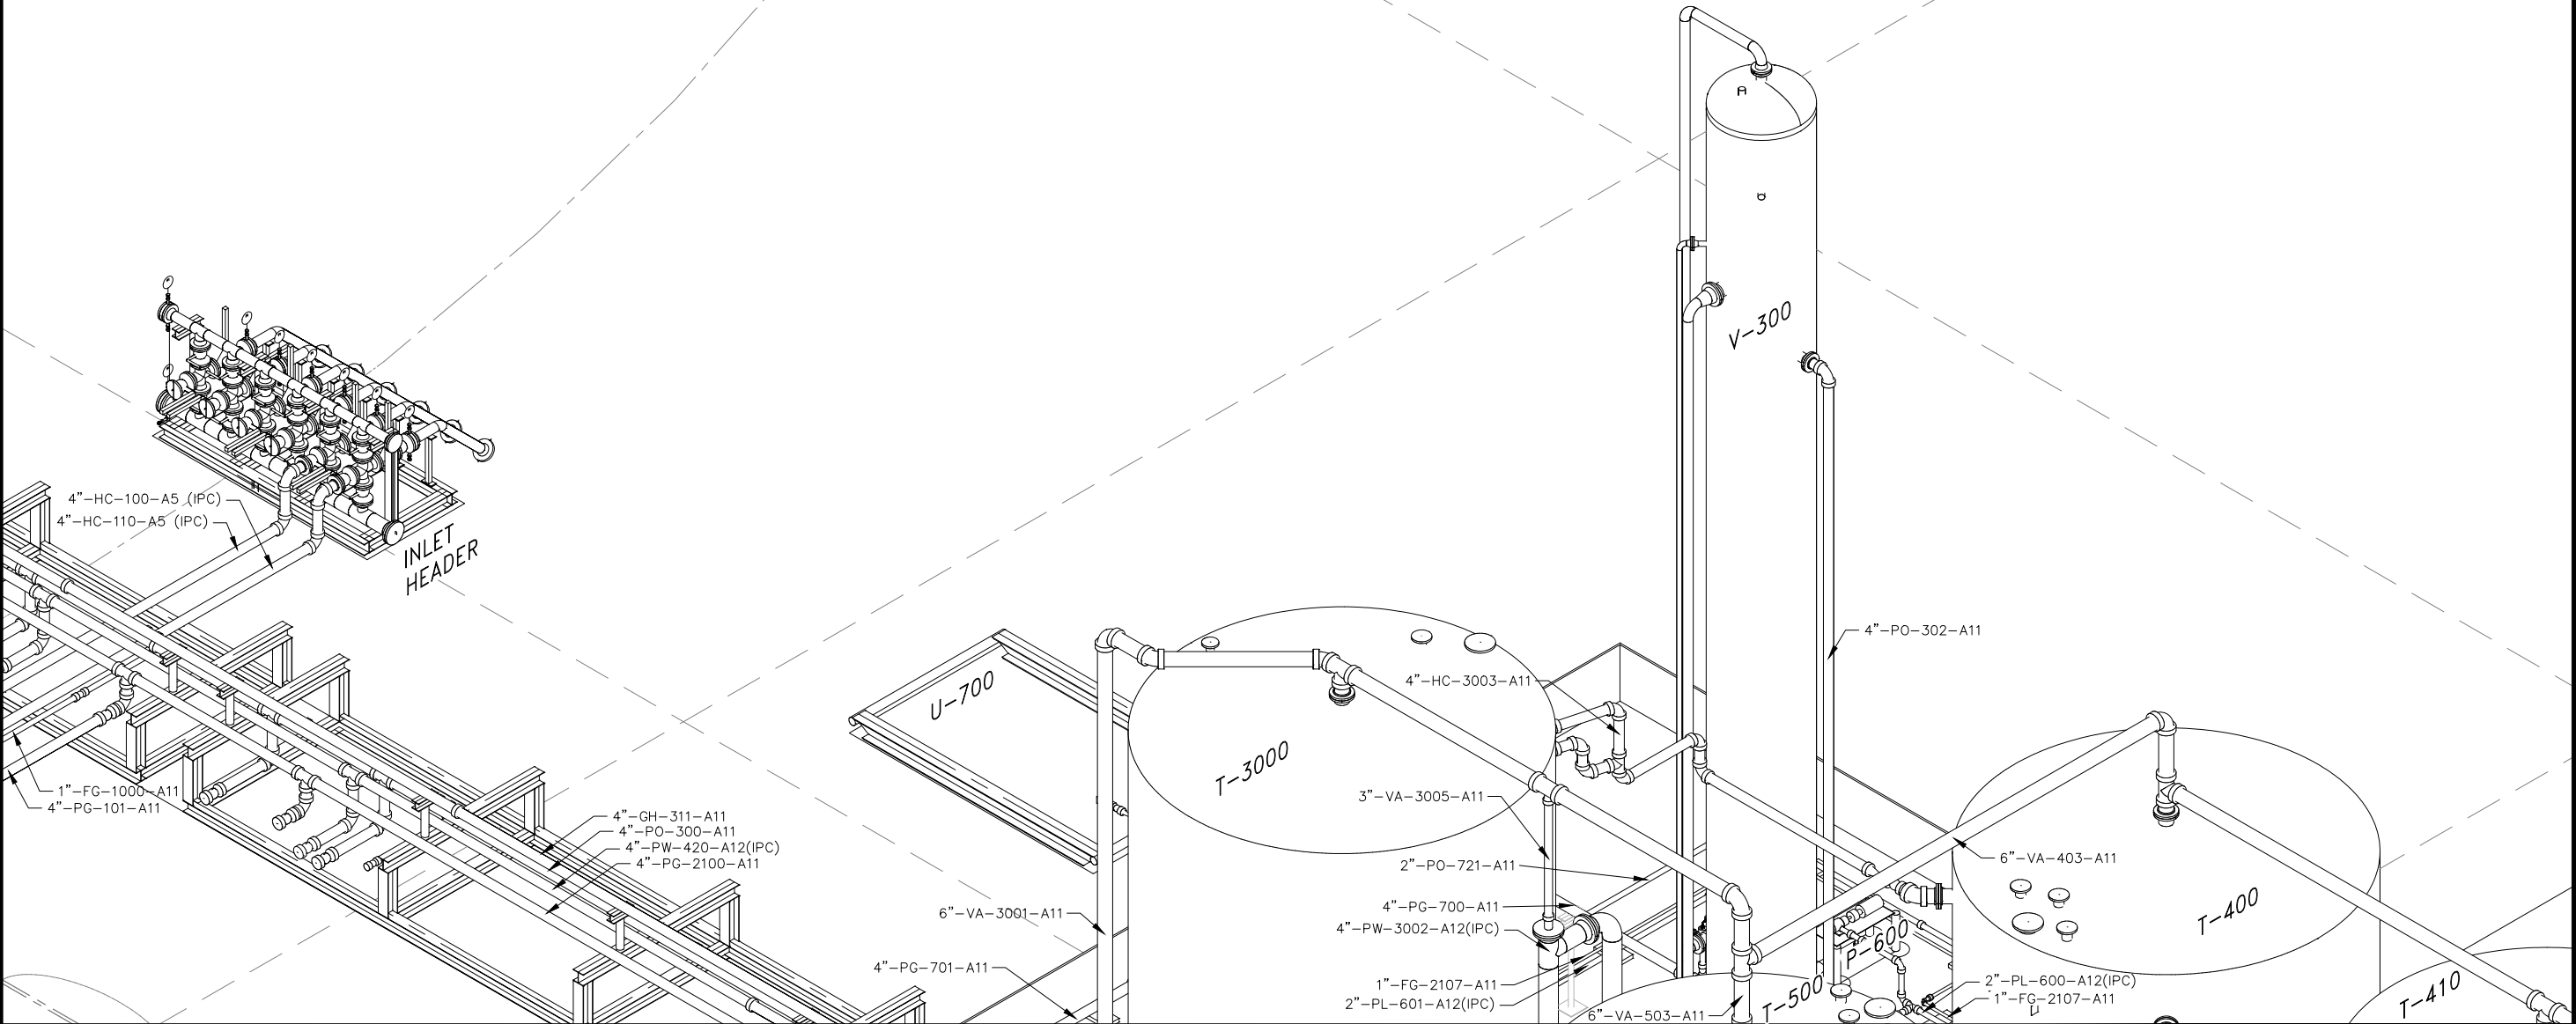 V-300
4"-HC-100-A5 (IPC)
4"-HC-110-A5 (IPC)
INLET
HEADER
4"-PO-302-A11
4"-HC-3003-A11
U-700
T-3000
1"-FG-1000-A11
4"-PG-101-A11
3"-VA-3005-A11
4"-GH-311-A11
4"-PO-300-A11
4"-PW-420-A12(IPC)
4"-PG-2100-A11
6"-VA-403-A11
2"-PO-721-A11
4"-PG-700-A11
6"-VA-3001-A11
4"-PW-3002-A12(IPC)
T-400
P-600
4"-PG-701-A11
1"-FG-2107-A11
2"-PL-601-A12(IPC)
2"-PL-600-A12(IPC)
1"-FG-2107-A11
T-500
T-410
6"-VA-503-A11